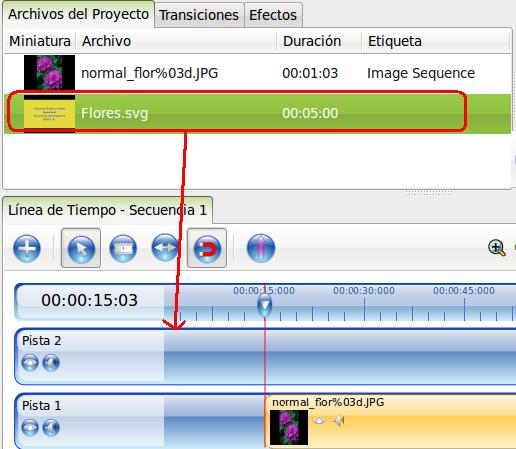 Archivos del Proyecto Transiciones Efectos
Miniatura Archivo Duración Etiqueta
normal_flor%03d.JPG 00:01:03 Image Sequence
Flores.svg 00:05:00
Línea de Tiempo - Secuencia 1
00:00:15:03 00:00:15:000 00:00:30:000 00:00:45:000
Pista 2
Pista 1 normal_flor%03d.JPG